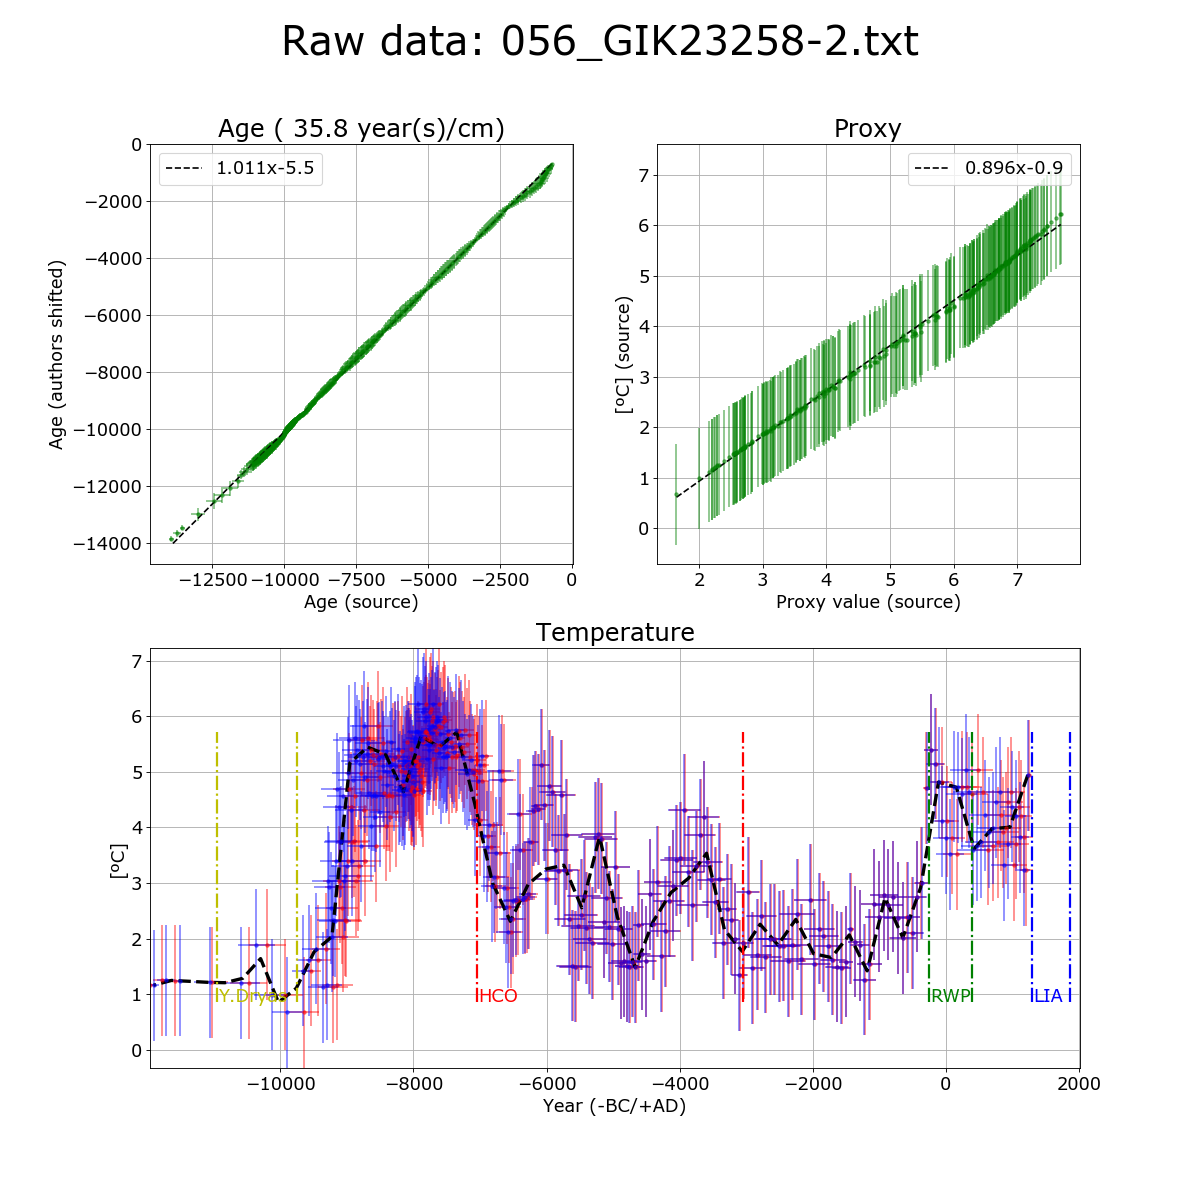 Raw data: 056_GIK23258-2.txt
Age ( 35.8 year(s)/cm)
Proxy
1.011x-5.5
0.896x-0.9
0
−2000
−4000
−6000
−8000
−10000
−12000
−14000
Age (authors shifted)
−12500 −10000 −7500 −5000 −2500 0
Age (source)
7
6
5
4
3
2
1
0
[ºC] (source)
2 3 4 5 6 7
Proxy value (source)
Temperature
7
6
5
4
3
2
1
0
[ºC]
HCO
RWP
LIA
−10000 −8000 −6000 −4000 −2000 0 2000
Year (-BC/+AD)